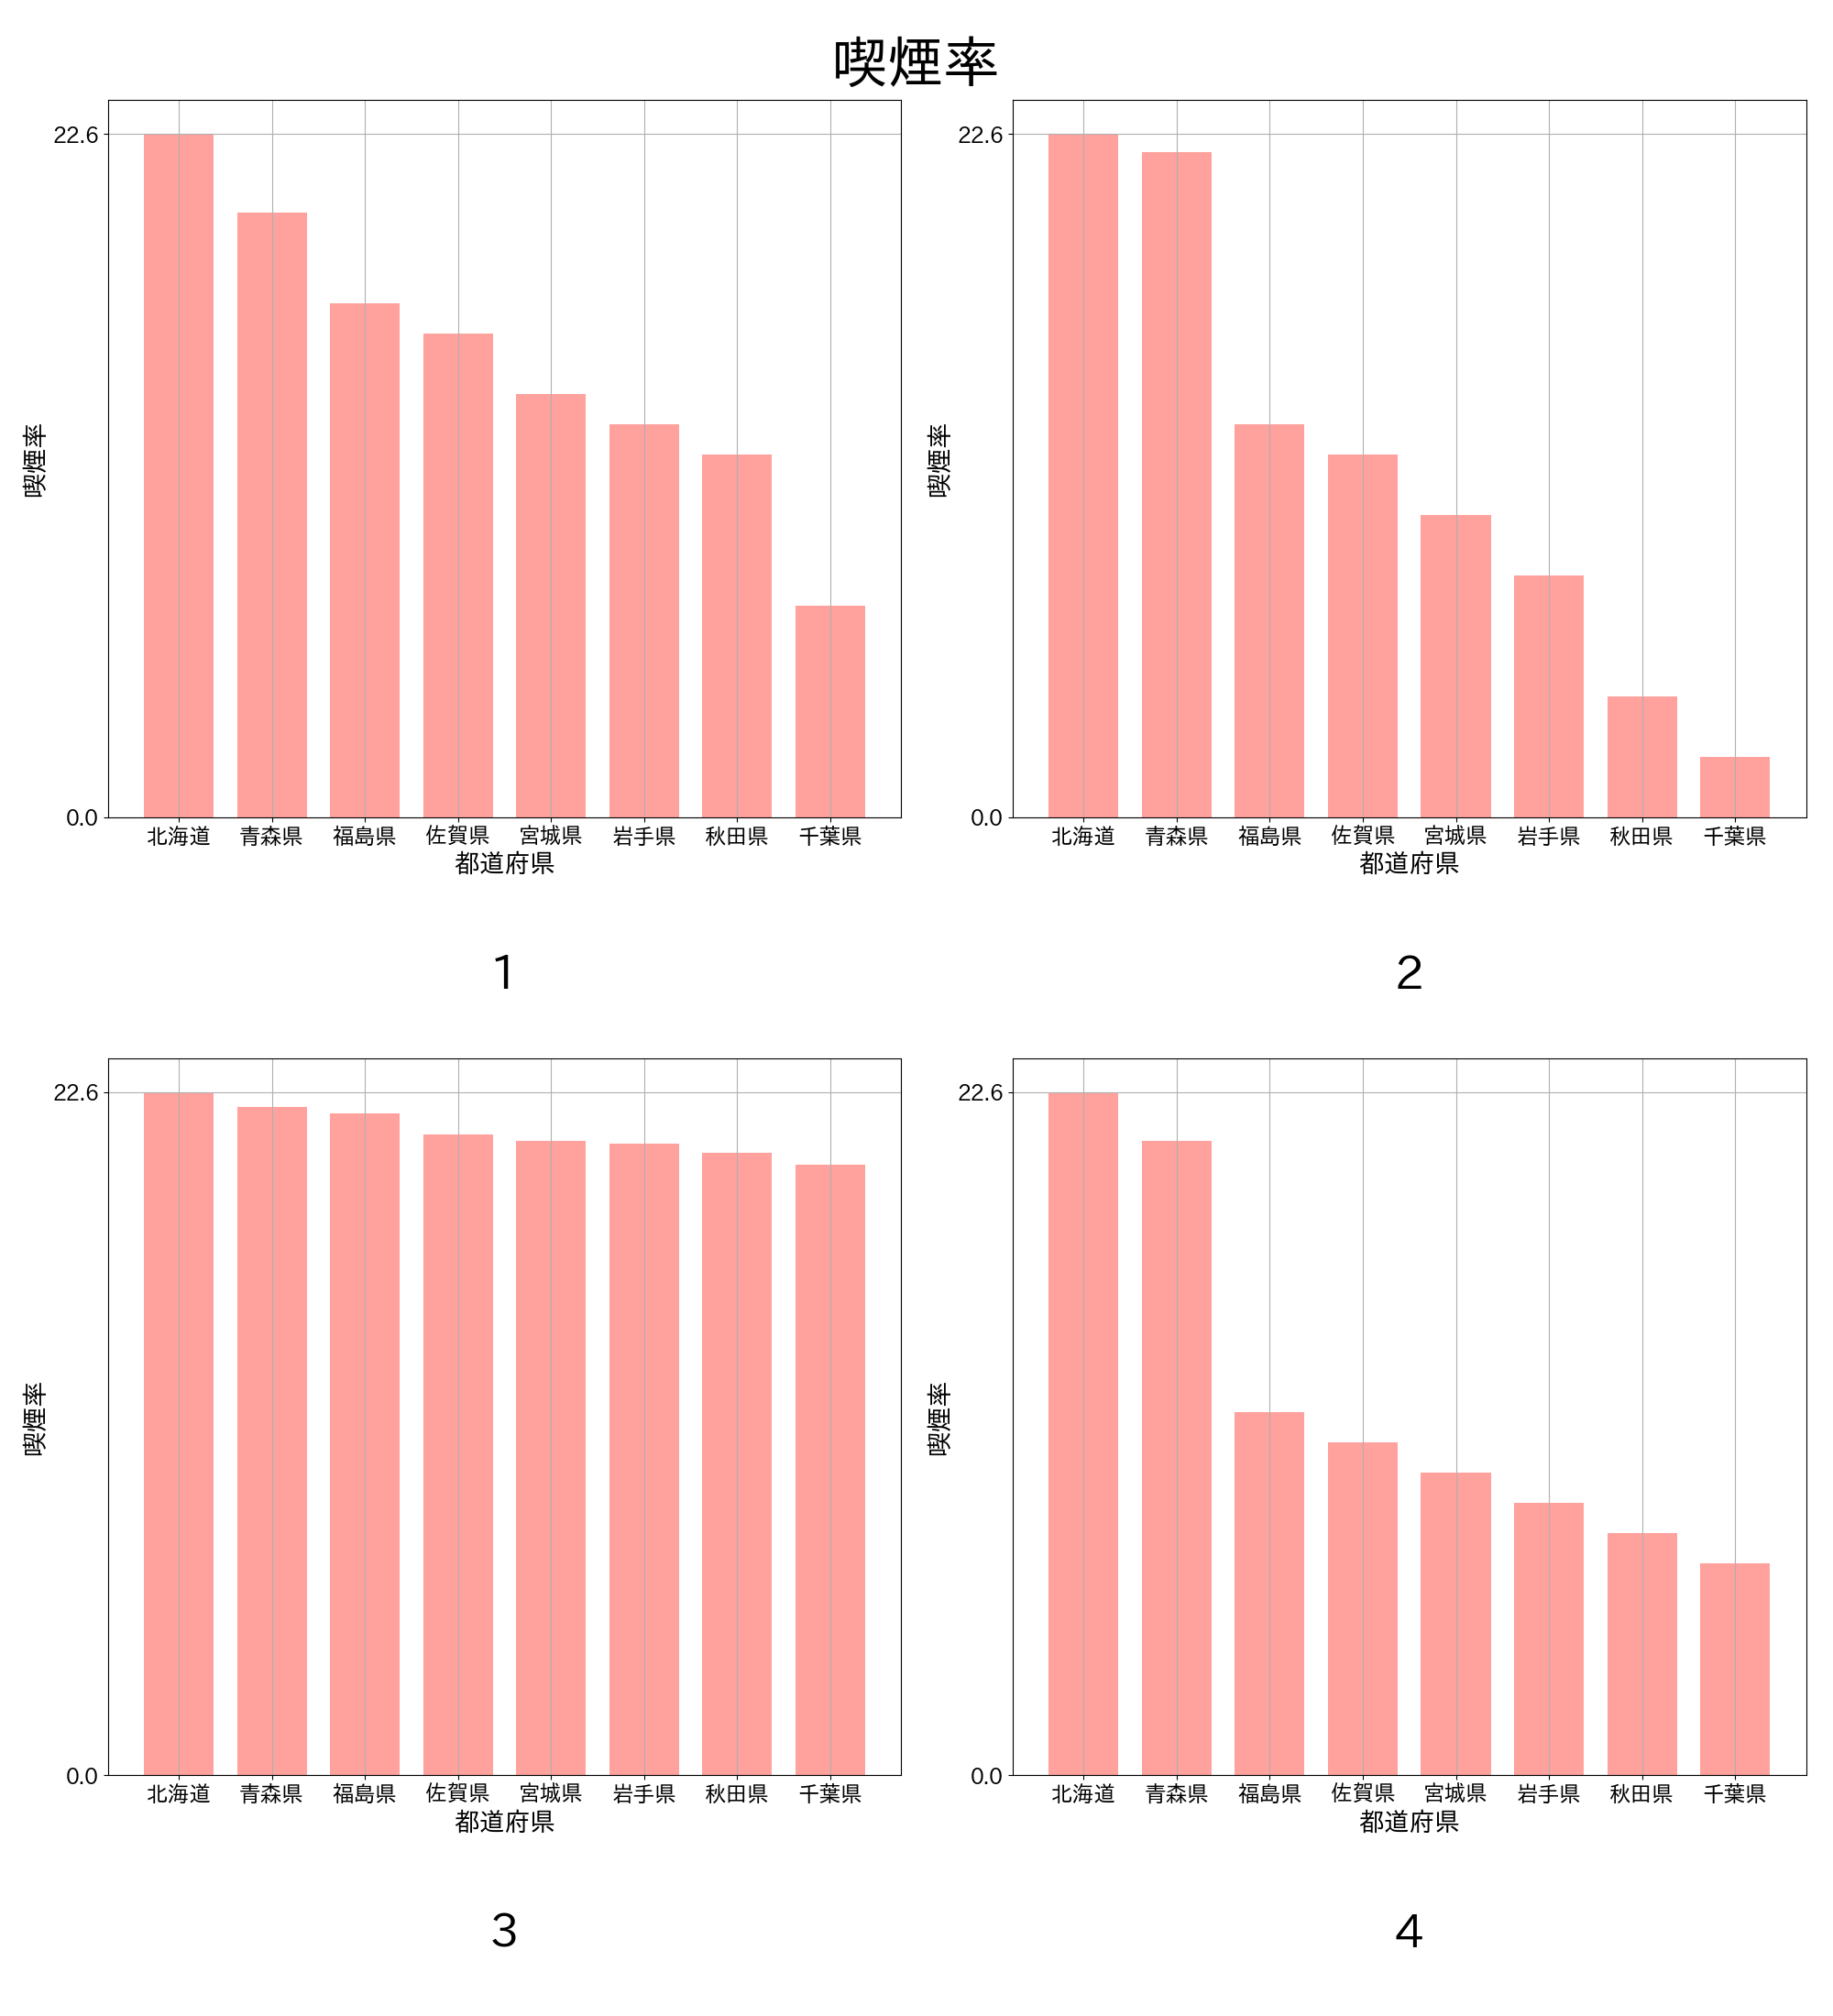 喫煙率
22.6
0.0
喫煙率
北海道 青森県 福島県 佐賀県 宮城県 岩手県 秋田県 千葉県
都道府県
1
22.6
0.0
喫煙率
北海道 青森県 福島県 佐賀県 宮城県 岩手県 秋田県 千葉県
都道府県
2
22.6
0.0
喫煙率
北海道 青森県 福島県 佐賀県 宮城県 岩手県 秋田県 千葉県
都道府県
3
22.6
0.0
喫煙率
北海道 青森県 福島県 佐賀県 宮城県 岩手県 秋田県 千葉県
都道府県
4